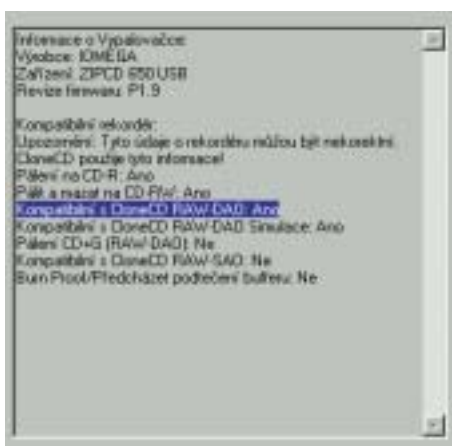 Informace o Vypalovačce:
Výrobce: IOMEGA
Zařízení: ZIPCD 650 USB
Revize firmwaru: P1.9
Kompatibilní rekordér:
Upozornění: Tyto údaje o rekordéru můžou být nekorektní.
CloneCD použije tyto informace!
Pálení na CD-R: Ano
Pálit a mazat na CD-RW: Ano
Kompatibilní s CloneCD RAW-DAO: Ano
Kompatibilní s CloneCD RAW-DAO Simulace: Ano
Pálení CD+G (RAW-DAO): Ne
Kompatibilní s CloneCD RAW-SAO: Ne
Burn Proof/Předcházet podtečení bufferu: Ne